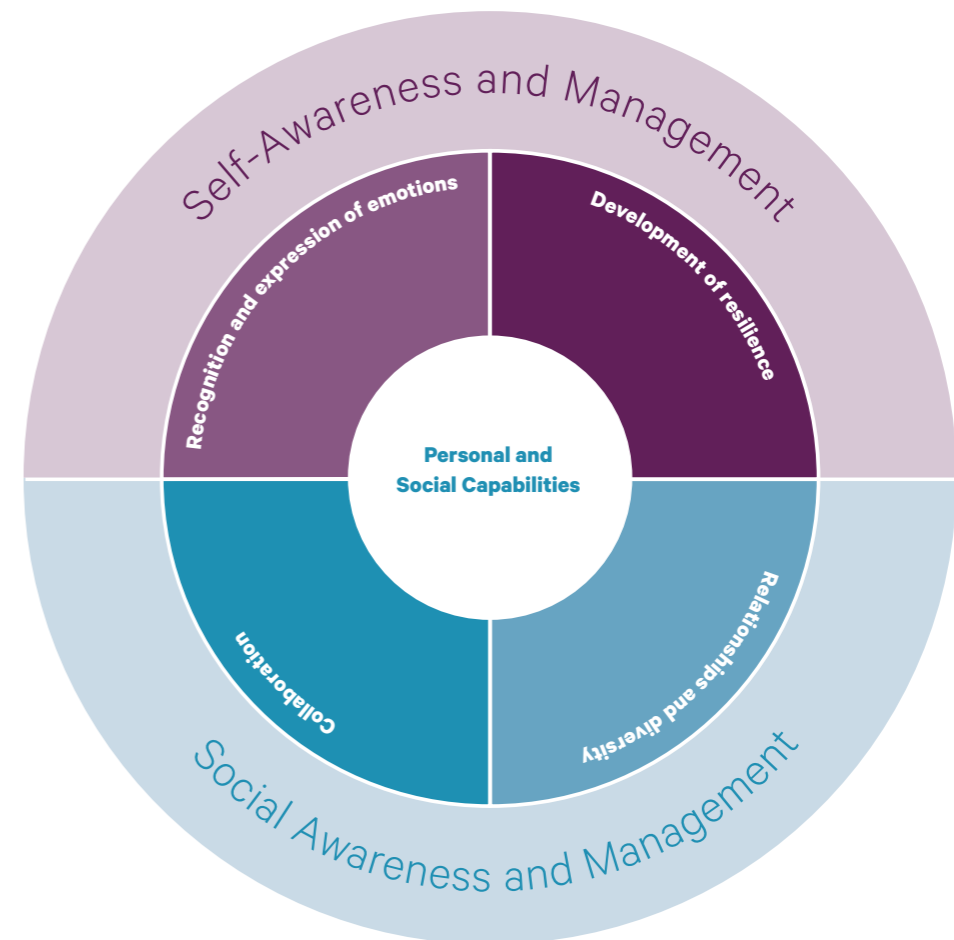 Self-Awareness and Management
Recognition and expression of emotions
Development of resilience
Personal and
Social Capabilities
Collaboration
Relationships and diversity
Social Awareness and Management